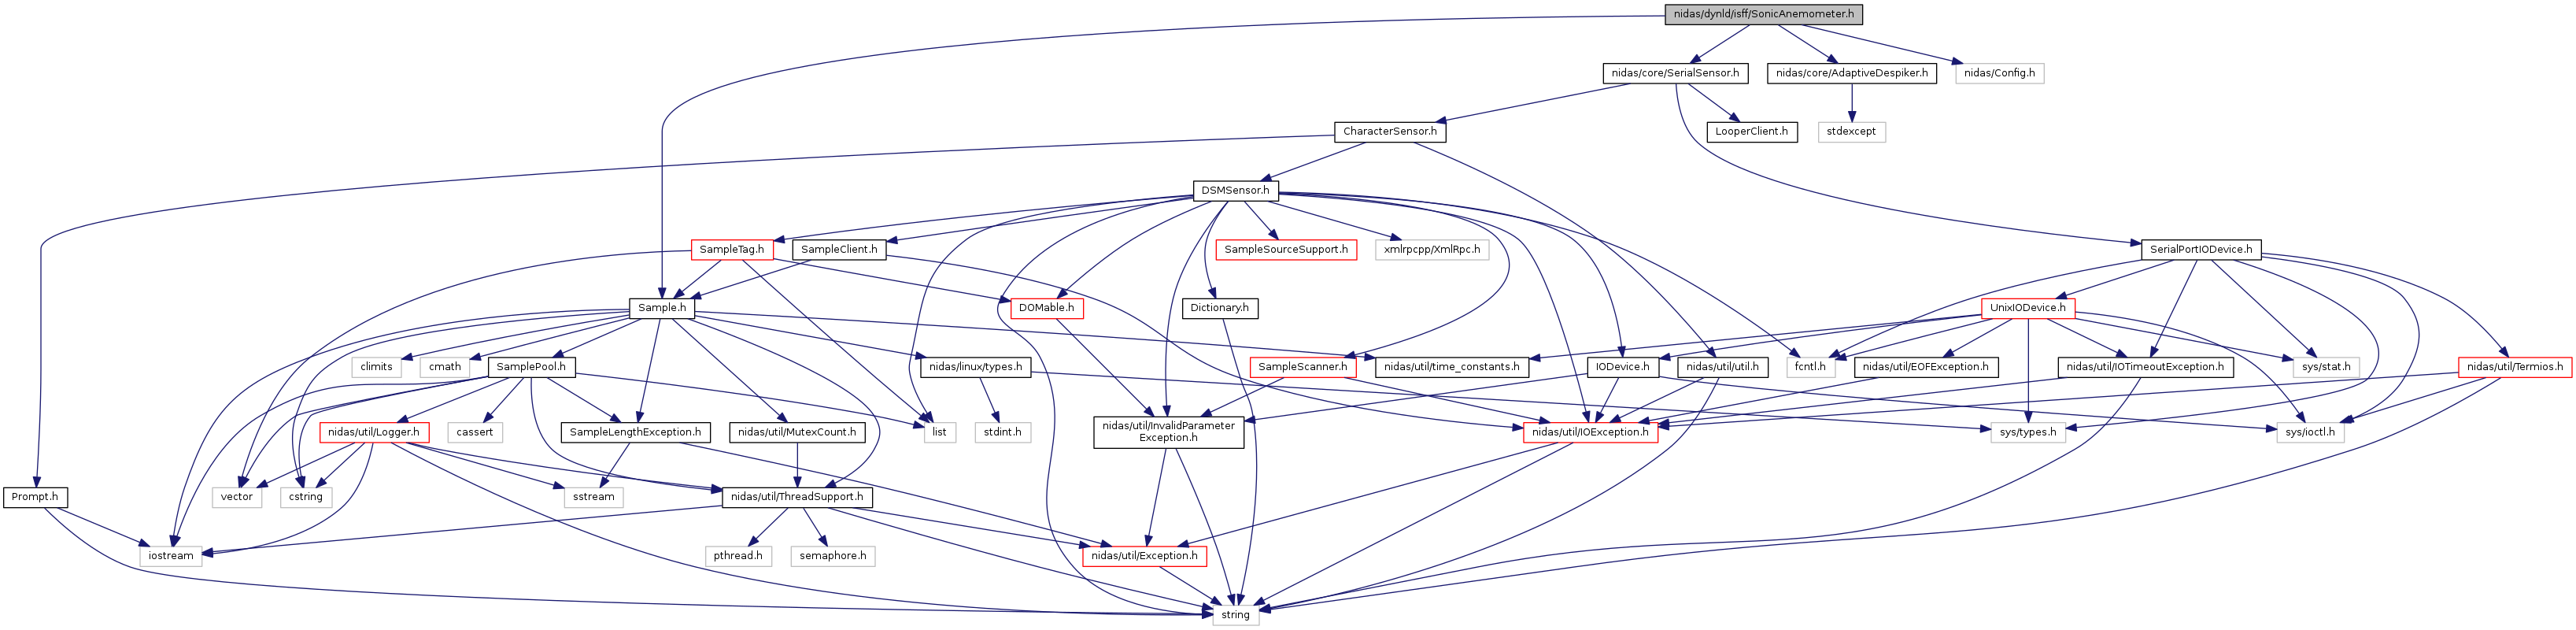 nidas/dynld/isff/SonicAnemometer.h
nidas/core/SerialSensor.h
nidas/core/AdaptiveDespiker.h
nidas/Config.h
CharacterSensor.h
LooperClient.h
stdexcept
DSMSensor.h
SampleTag.h
SampleClient.h
SampleSourceSupport.h
xmlrpcpp/XmlRpc.h
SerialPortIODevice.h
Sample.h
DOMable.h
Dictionary.h
UnixIODevice.h
climits
cmath
SamplePool.h
nidas/linux/types.h
SampleScanner.h
nidas/util/time_constants.h
IODevice.h
nidas/util/util.h
fcntl.h
nidas/util/EOFException.h
nidas/util/IOTimeoutException.h
sys/stat.h
nidas/util/Termios.h
nidas/util/Logger.h
cassert
SampleLengthException.h
nidas/util/MutexCount.h
list
stdint.h
nidas/util/InvalidParameter
Exception.h
nidas/util/IOException.h
sys/types.h
sys/ioctl.h
Prompt.h
vector
cstring
sstream
nidas/util/ThreadSupport.h
iostream
pthread.h
semaphore.h
nidas/util/Exception.h
string